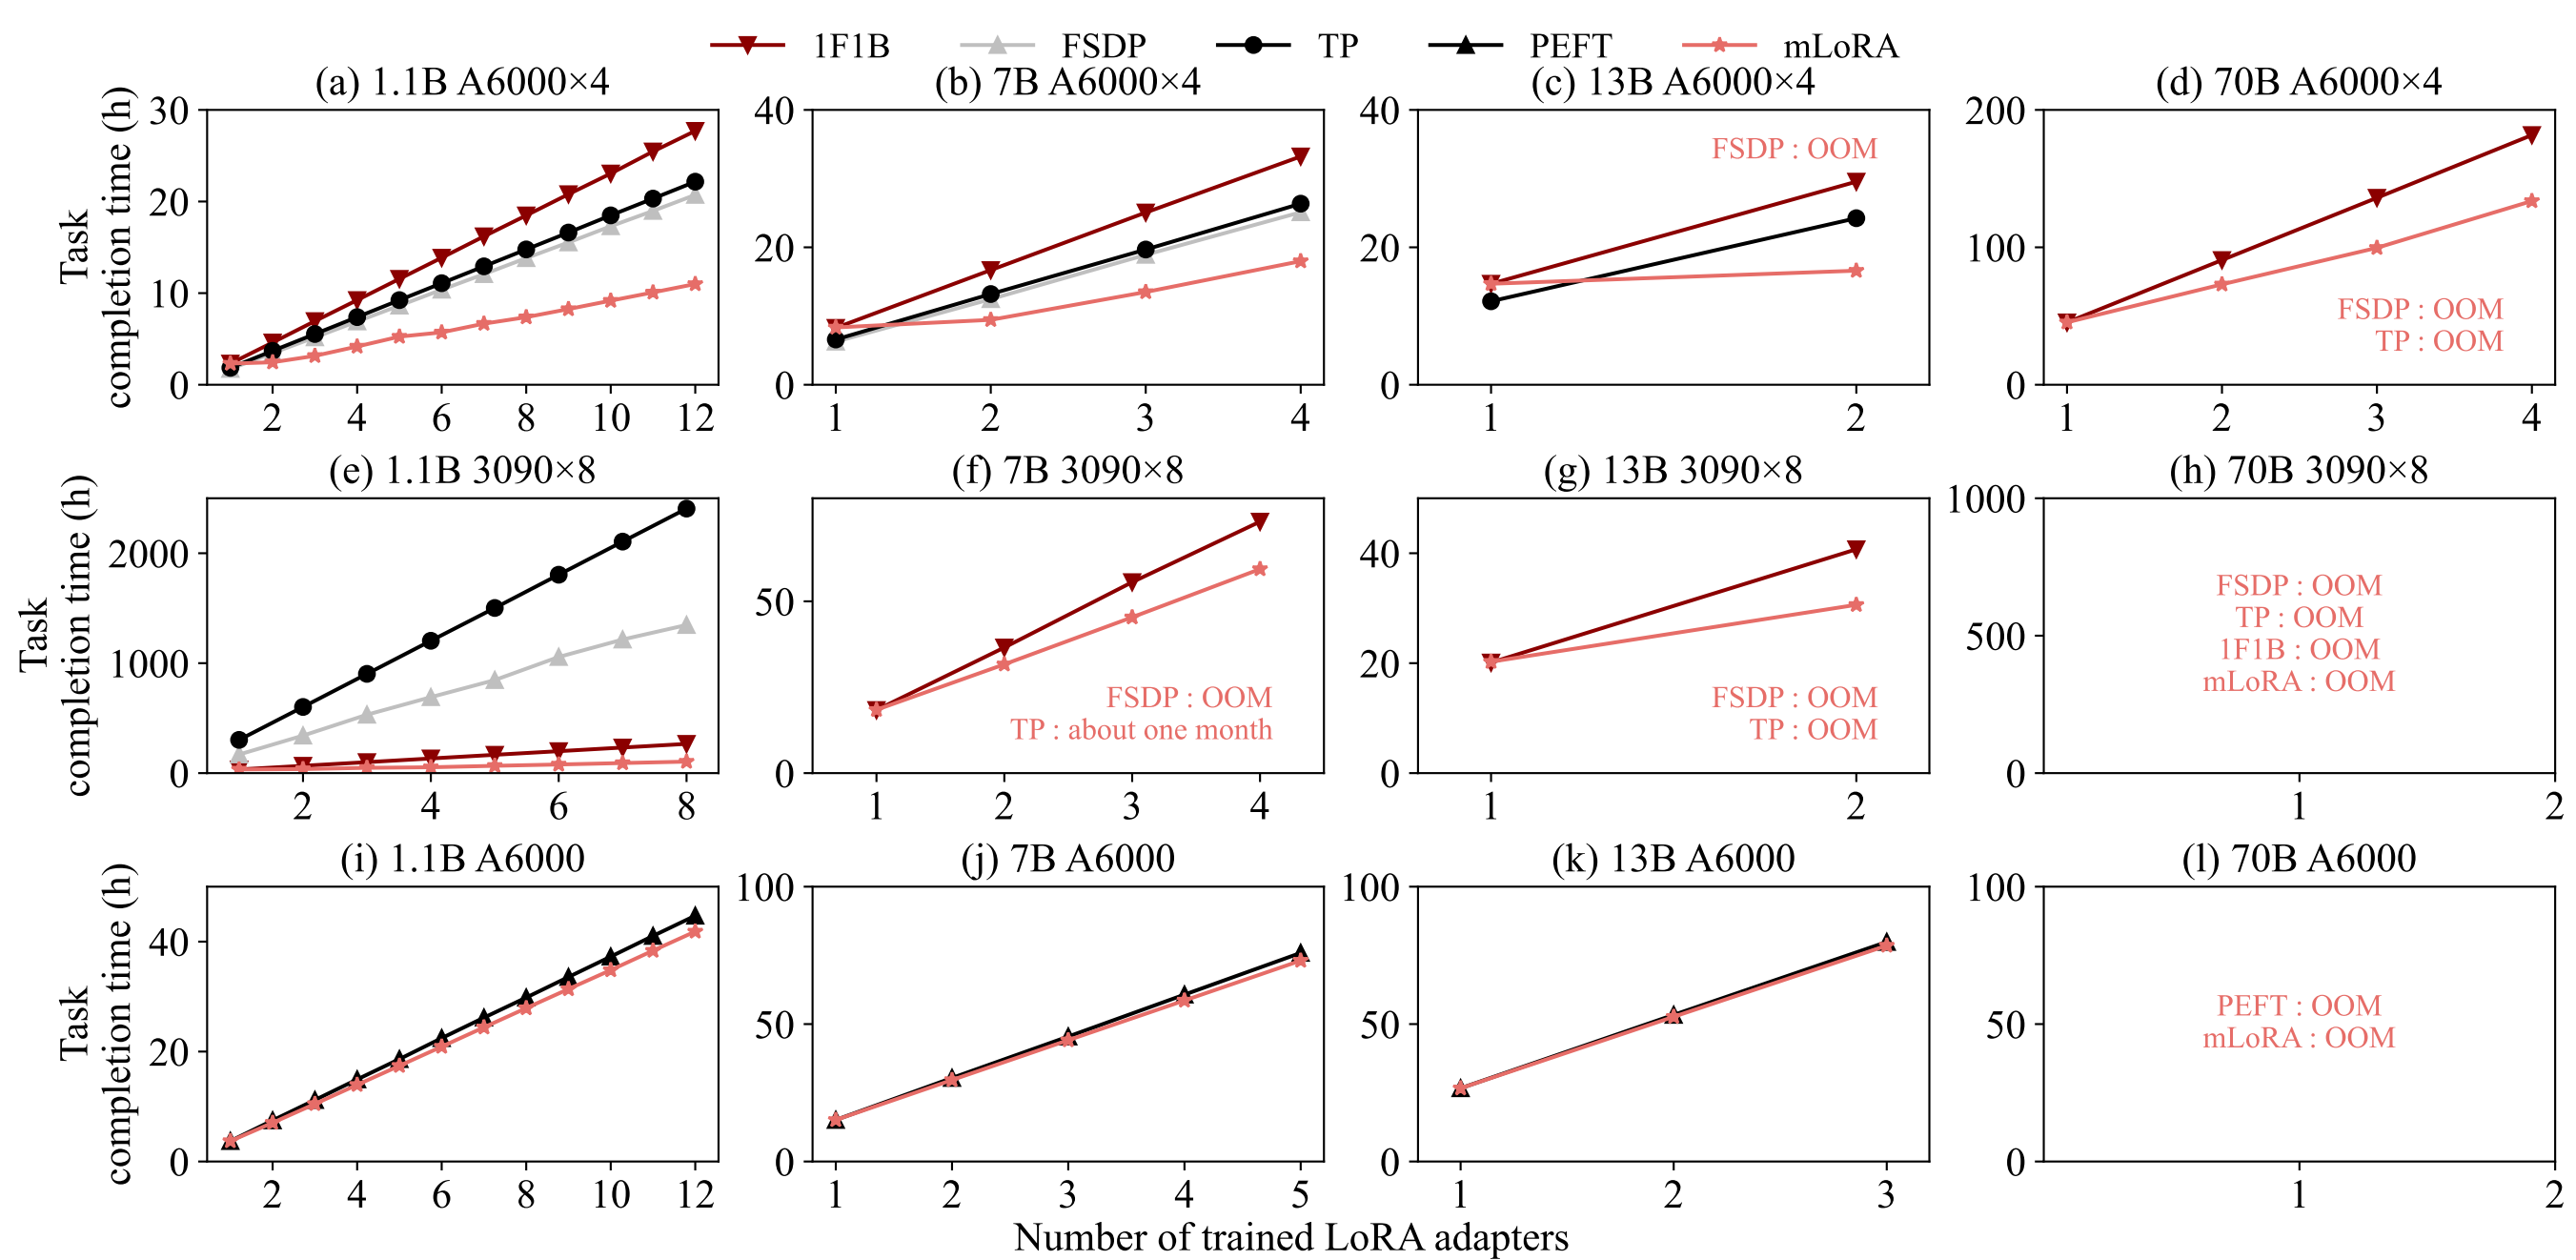 1F1B FSDP TP PEFT mLoRA
(a) 1.1B A6000×4
Task
completion time (h)
30
20
10
0
2 4 6 8 10 12
(b) 7B A6000×4
40
20
0
1 2 3 4
(c) 13B A6000×4
40
20
0
FSDP : OOM
1 2
(d) 70B A6000×4
200
100
0
FSDP : OOM
TP : OOM
1 2 3 4
(e) 1.1B 3090×8
Task
completion time (h)
2000
1000
0
2 4 6 8
(f) 7B 3090×8
50
0
FSDP : OOM
TP : about one month
1 2 3 4
(g) 13B 3090×8
40
20
0
FSDP : OOM
TP : OOM
1 2
(h) 70B 3090×8
1000
500
0
FSDP : OOM
TP : OOM
1F1B : OOM
mLoRA : OOM
1 2
(i) 1.1B A6000
Task
completion time (h)
40
20
0
2 4 6 8 10 12
(j) 7B A6000
100
50
0
1 2 3 4 5
(k) 13B A6000
100
50
0
1 2 3
(l) 70B A6000
100
50
0
PEFT : OOM
mLoRA : OOM
1 2
Number of trained LoRA adapters